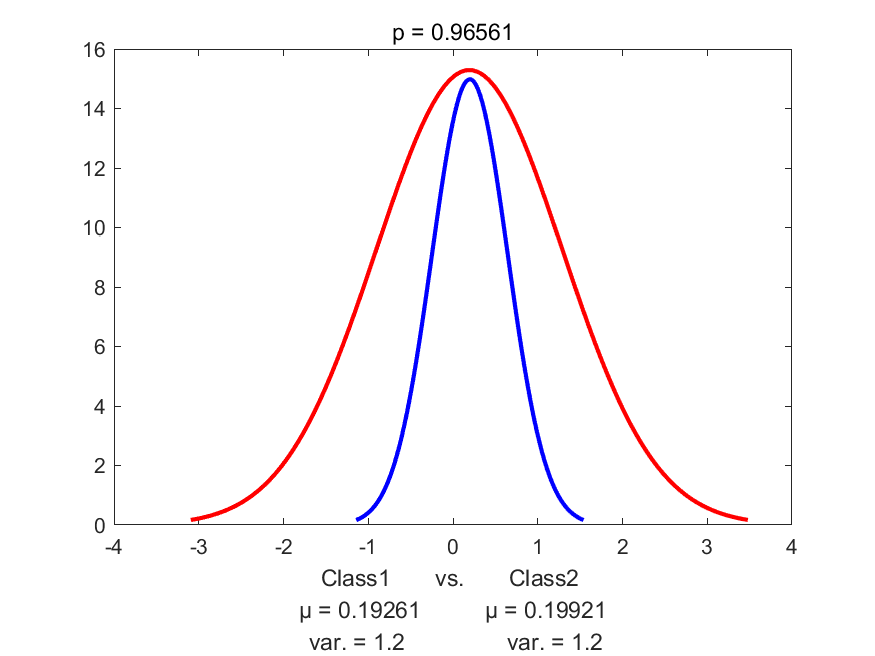 p = 0.96561
16
14
12
10
8
6
4
2
0
-4 -3 -2 -1 0 1 2 3 4
Class1 vs. Class2
μ = 0.19261 μ = 0.19921
var. = 1.2 var. = 1.2